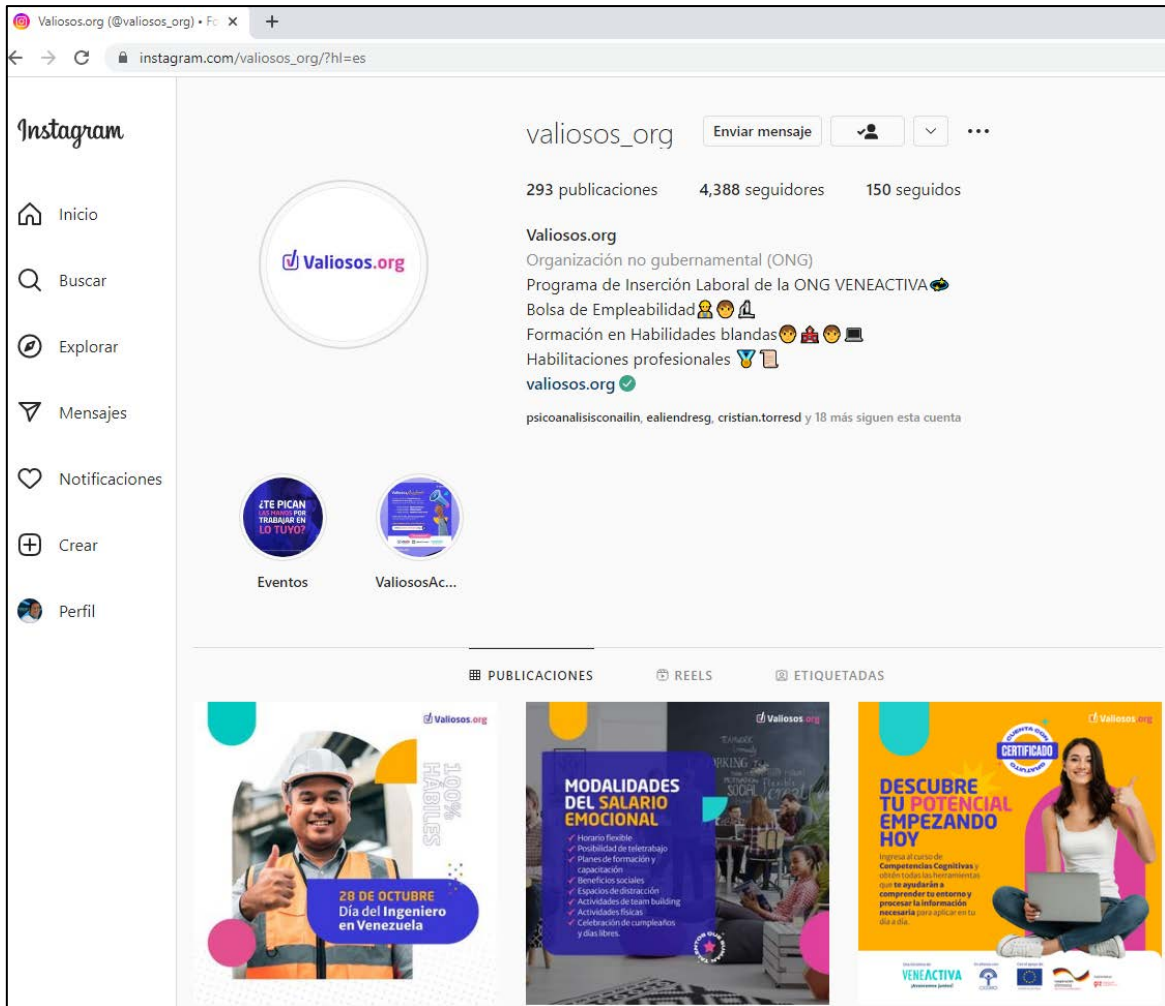 Valiosos.org (@valiosos_org) • Fo
instagram.com/valiosos_org/?hl=es
Instagram
Inicio
Buscar
Explorar
Mensajes
Notificaciones
Crear
Perfil
valiosos_org
Enviar mensaje
293 publicaciones 4,388 seguidores 150 seguidos
Valiosos.org
Valiosos.org
Organización no gubernamental (ONG)
Programa de Inserción Laboral de la ONG VENEACTIVA
Bolsa de Empleabilidad
Formación en Habilidades blandas
Habilitaciones profesionales
valiosos.org
psicoanalisisconailin, ealiendresg, cristian.torresd y 18 más siguen esta cuenta
¿TE PICAN
LAS MANOS POR
TRABAJAR EN
LO TUYO?
Eventos
ValiososAc...
PUBLICACIONES
REELS
ETIQUETADAS
Valiosos.org
100%
HÁBILES
28 DE OCTUBRE
Día del Ingeniero
en Venezuela
Valiosos.org
MODALIDADES
DEL SALARIO
EMOCIONAL
Horario flexible
Posibilidad de teletrabajo
Planes de formación y
capacitación
Beneficios sociales
Espacios de distracción
Actividades de team building
Actividades físicas
Celebración de cumpleaños
y días libres.
Valiosos.org
CUENTA CON
CERTIFICADO
GRATUITO
DESCUBRE
TU POTENCIAL
EMPEZANDO
HOY
Ingresa al curso de
Competencias Cognitivas y
obtén todas las herramientas
que te ayudarán a
comprender tu entorno y
procesar la información
necesaria para aplicar en tu
día a día.
VENEACTIVA